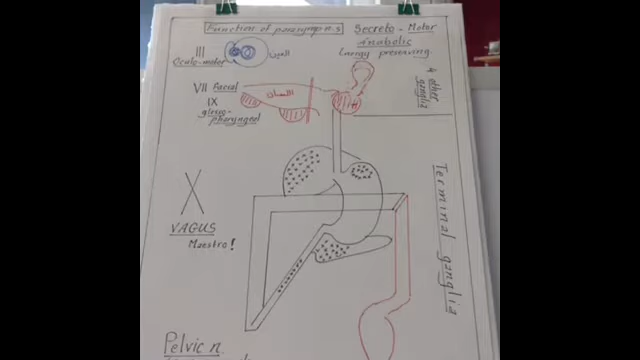 Function of parasymp n.s
Secreto - Motor
Anabolic
Energy preserving.
III
Oculo-motor
العين
VII Facial
اللسان
IX
glosso-
pharyngeal
4 other
ganglia
X
VAGUS
Maestro!
Terminal ganglia
Pelvic n.